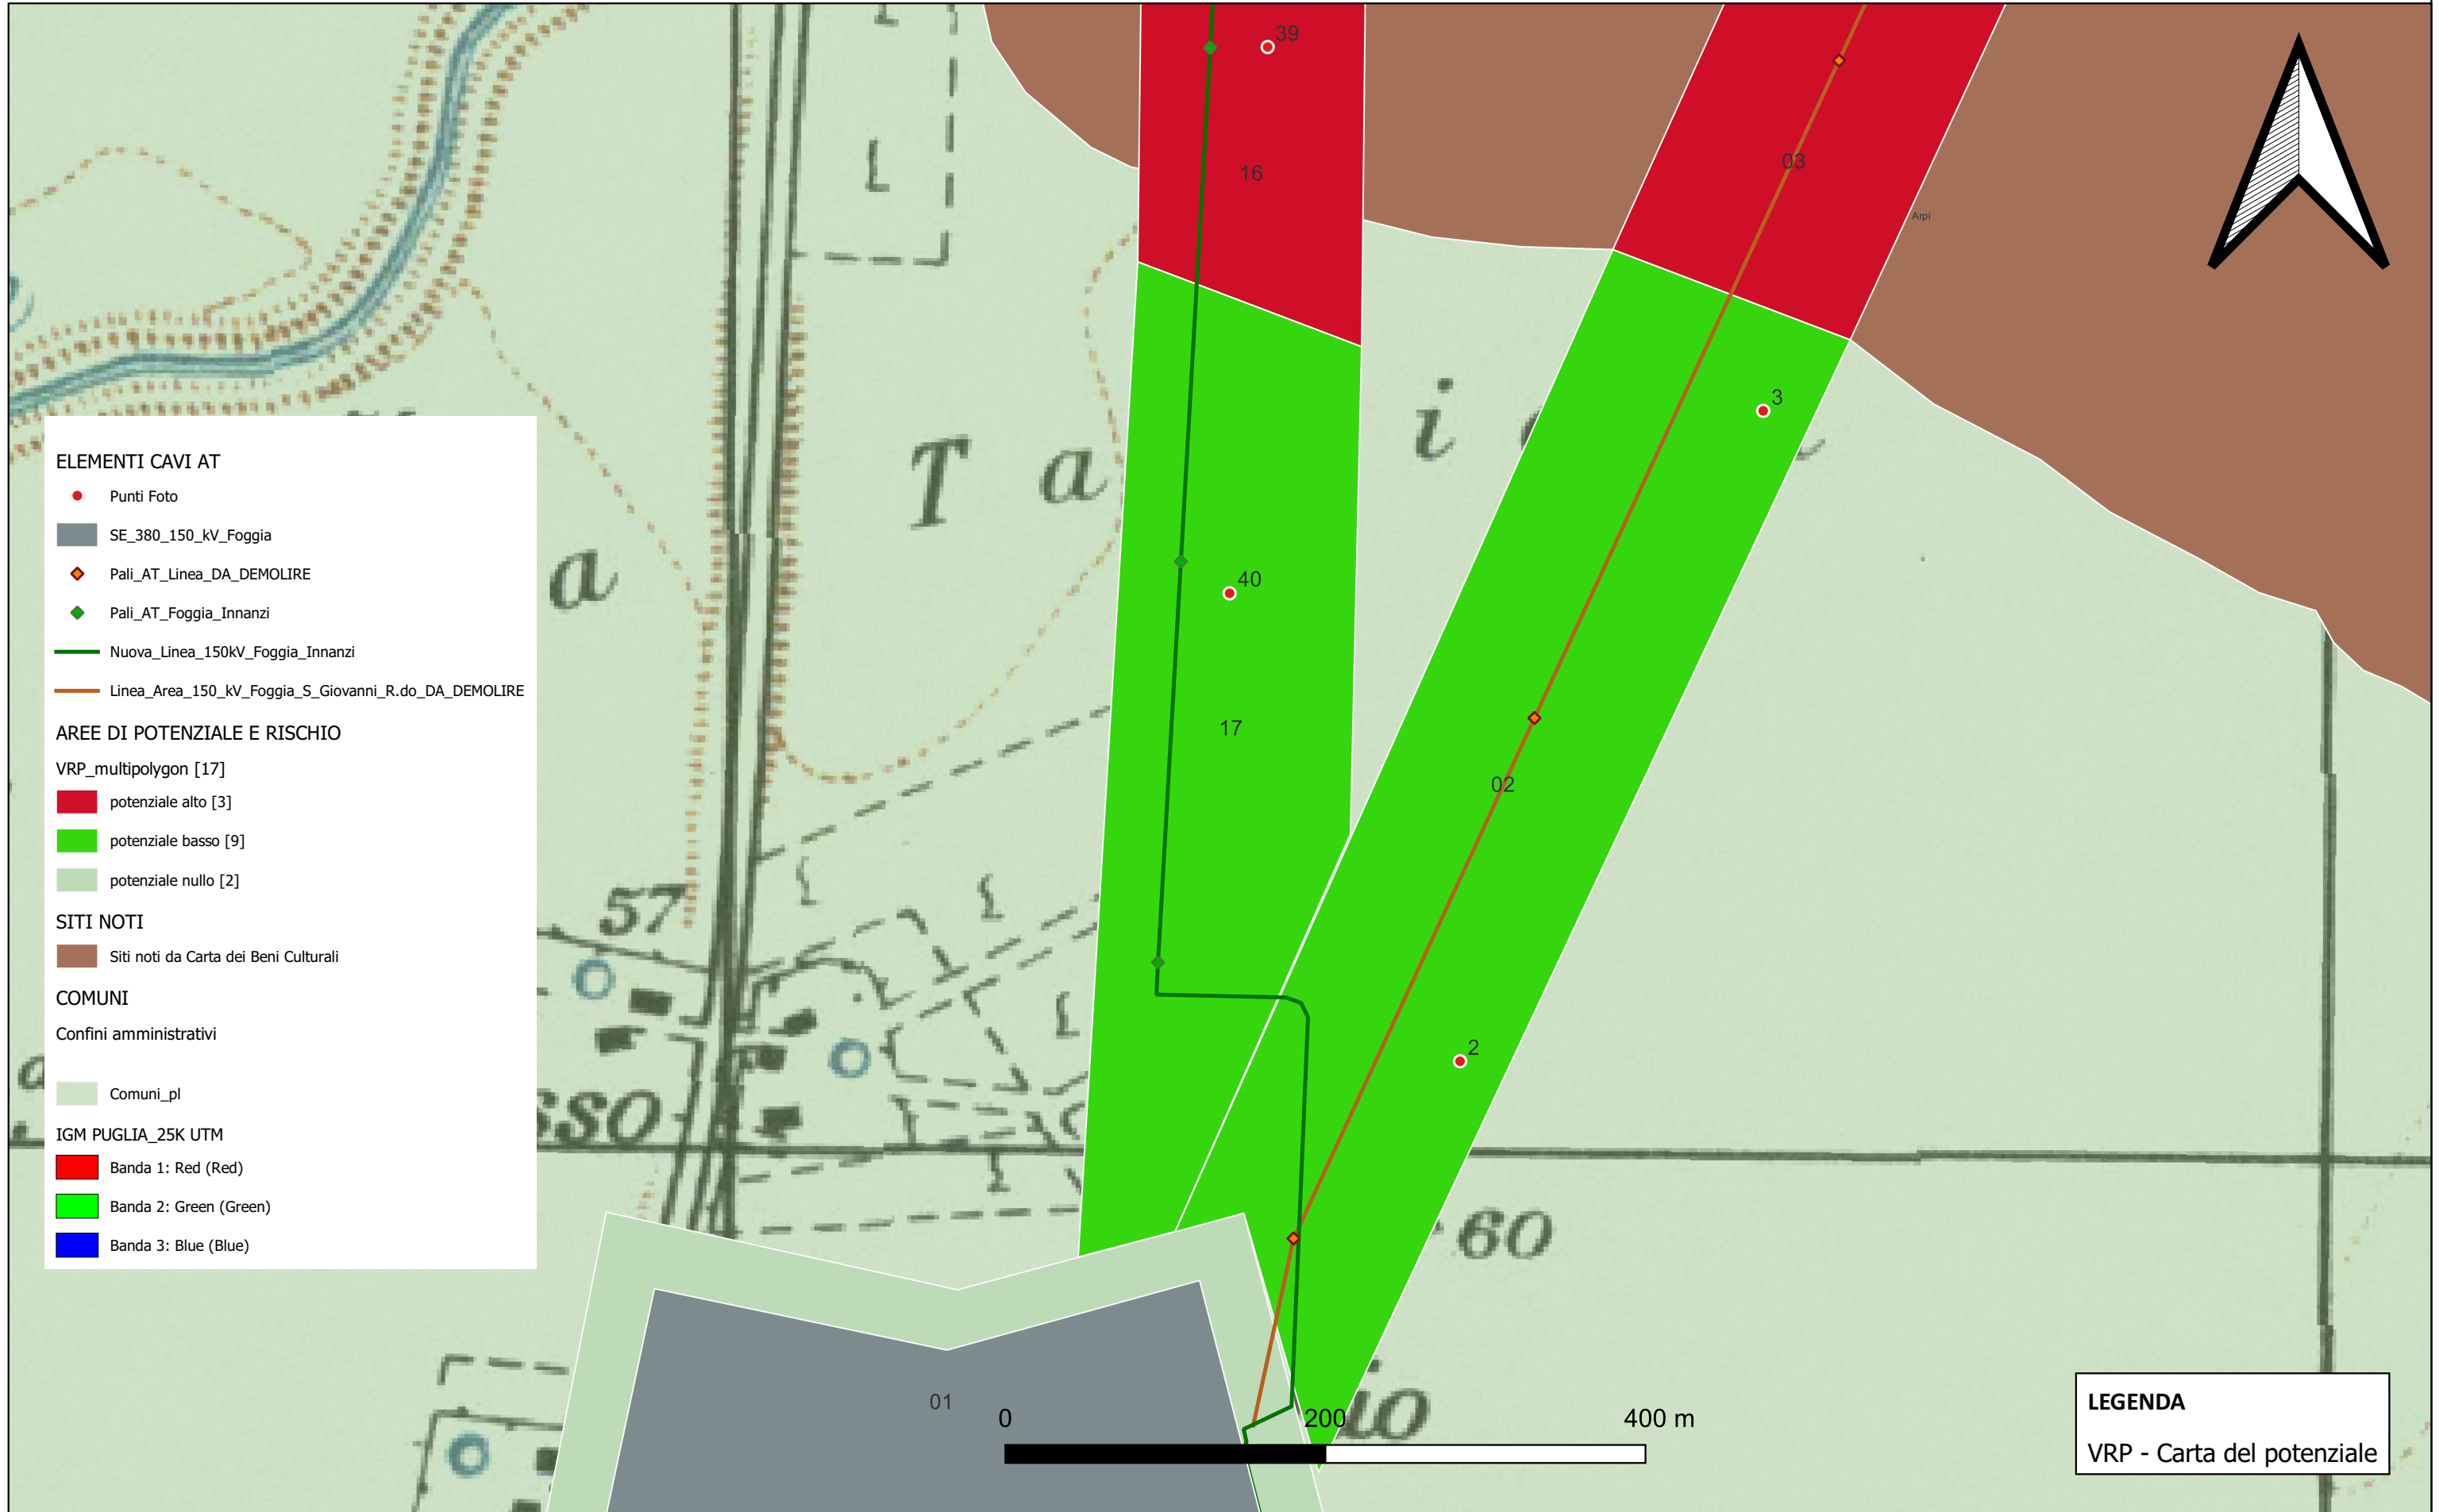 39
16
03
Arpi
3
T a
i
a
40
17
02
57
2
sso
60
io
01
0 200 400 m
ELEMENTI CAVI AT
Punti Foto
SE_380_150_kV_Foggia
Pali_AT_Linea_DA_DEMOLIRE
Pali_AT_Foggia_Innanzi
Nuova_Linea_150kV_Foggia_Innanzi
Linea_Area_150_kV_Foggia_S_Giovanni_R.do_DA_DEMOLIRE
AREE DI POTENZIALE E RISCHIO
VRP_multipolygon [17]
potenziale alto [3]
potenziale basso [9]
potenziale nullo [2]
SITI NOTI
Siti noti da Carta dei Beni Culturali
COMUNI
Confini amministrativi
Comuni_pl
IGM PUGLIA_25K UTM
Banda 1: Red (Red)
Banda 2: Green (Green)
Banda 3: Blue (Blue)
LEGENDA
VRP - Carta del potenziale